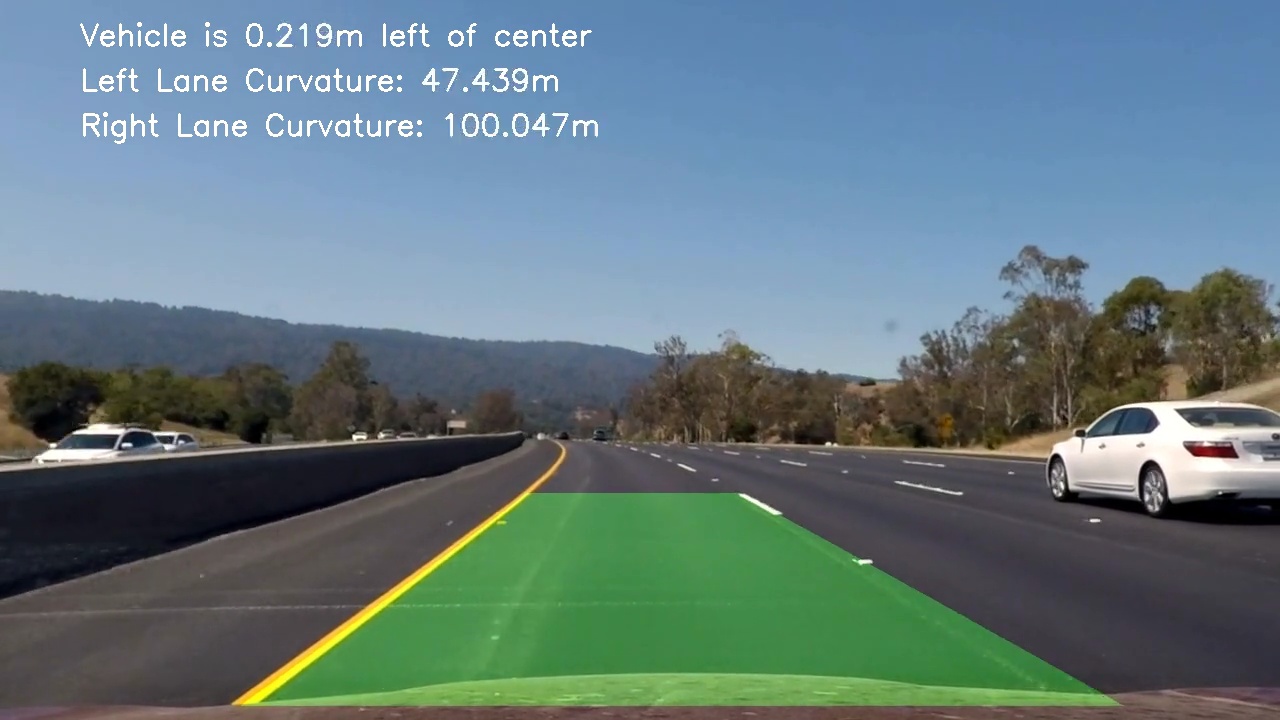 Vehicle is 0.219m left of center
Left Lane Curvature: 47.439m
Right Lane Curvature: 100.047m